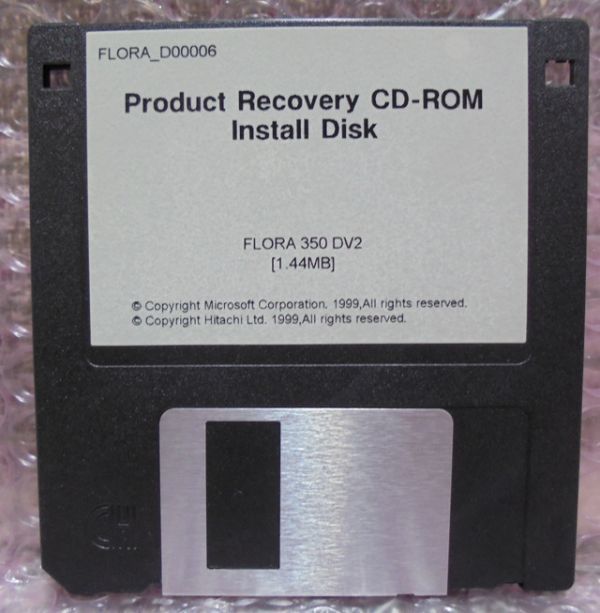 FLORA_D00006
Product Recovery CD-ROM
Install Disk
FLORA 350 DV2
[1.44MB]
© Copyright Microsoft Corporation. 1999,All rights reserved.
© Copyright Hitachi Ltd. 1999,All rights reserved.